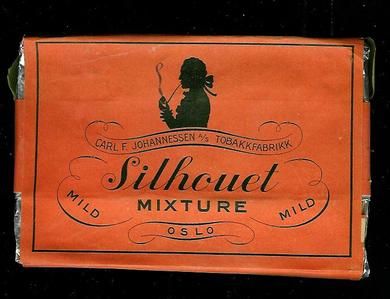 CARL F. JOHANNESSEN A/S TOBAKKFABRIKK
Silhouet
MIXTURE
MILD
MILD
OSLO